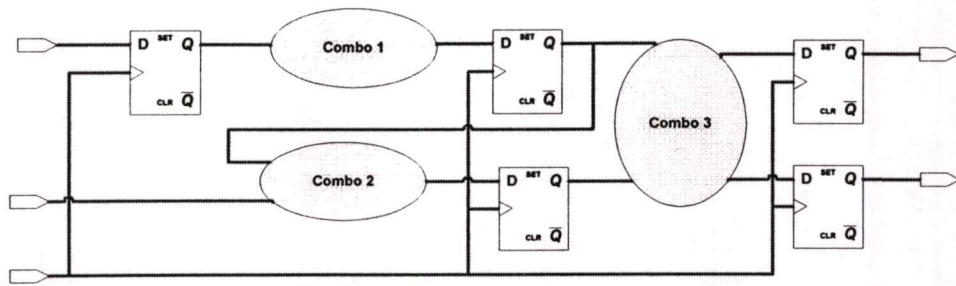 D SET Q
CLR Q̅
Combo 1
D SET Q
CLR Q̅
Combo 3
D SET Q
CLR Q̅
Combo 2
D SET Q
CLR Q̅
D SET Q
CLR Q̅